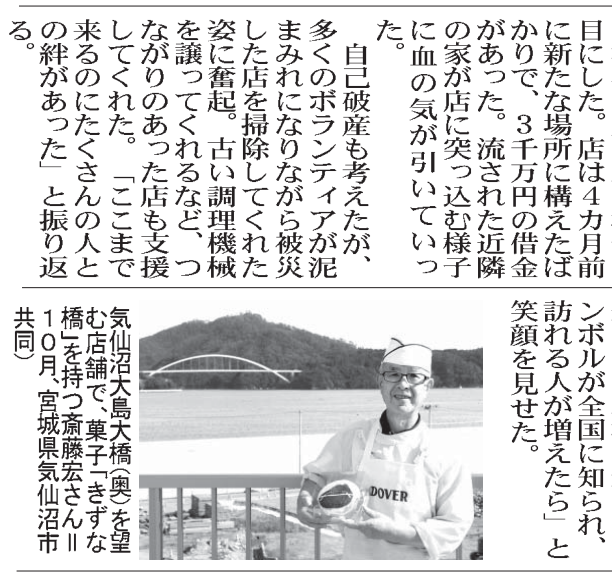 目にした。店は4カ月前
に新たな場所に構えたば
かりで、3千万円の借金
があった。流された近隣
の家が店に突っ込む様子
に血の気が引いていっ
た。
自己破産も考えたが、
多くのボランティアが泥
まみれになりながら被災
した店を掃除してくれた
姿に奮起。古い調理機械
を譲ってくれるなど、つ
ながりのあった店も支援
してくれた。「ここまで
来るのにたくさんの人と
の絆があった」と振り返
る。
ンボルが全国に知られ、
訪れる人が増えたら」と
笑顔を見せた。
DOVER
気仙沼大島大橋(奥)を望
む店舗で、菓子「きずな
橋」を持つ斎藤宏さん=
10月、宮城県気仙沼市
共同)